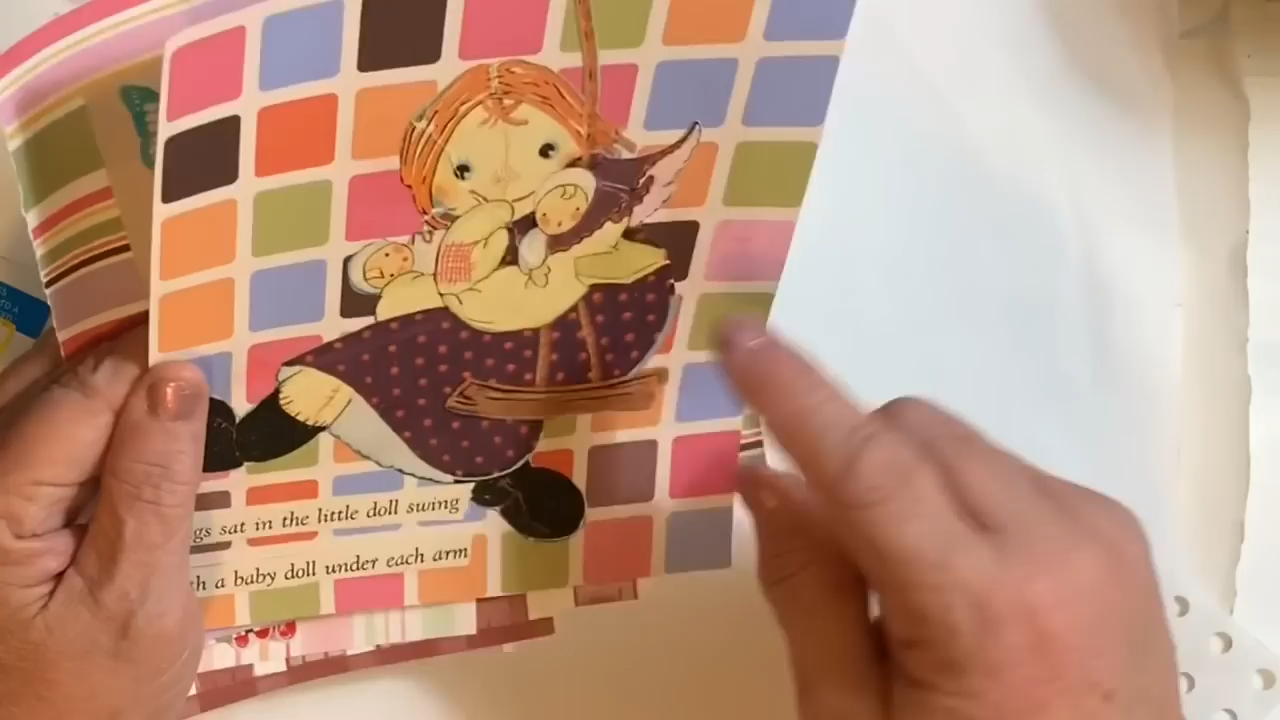 gs sat in the little doll swing
h a baby doll under each arm